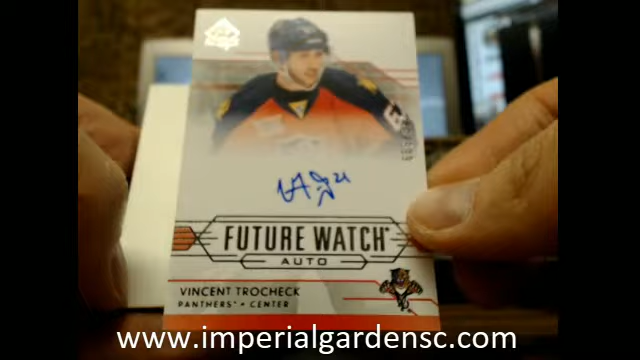 FUTURE WATCH
AUTO
VINCENT TROCHECK
PANTHERS • CENTER
www.imperialgardensc.com